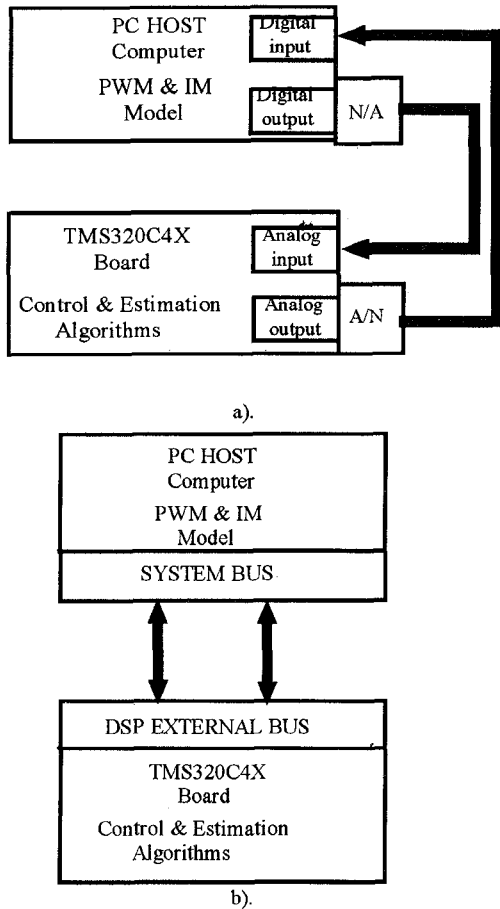 PC HOST
Computer
PWM & IM
Model
Digital
input
Digital
output
N/A
TMS320C4X
Board
Control & Estimation
Algorithms
Analog
input
Analog
output
A/N
a).
PC HOST
Computer
PWM & IM
Model
SYSTEM BUS
DSP EXTERNAL BUS
TMS320C4X
Board
Control & Estimation
Algorithms
b).